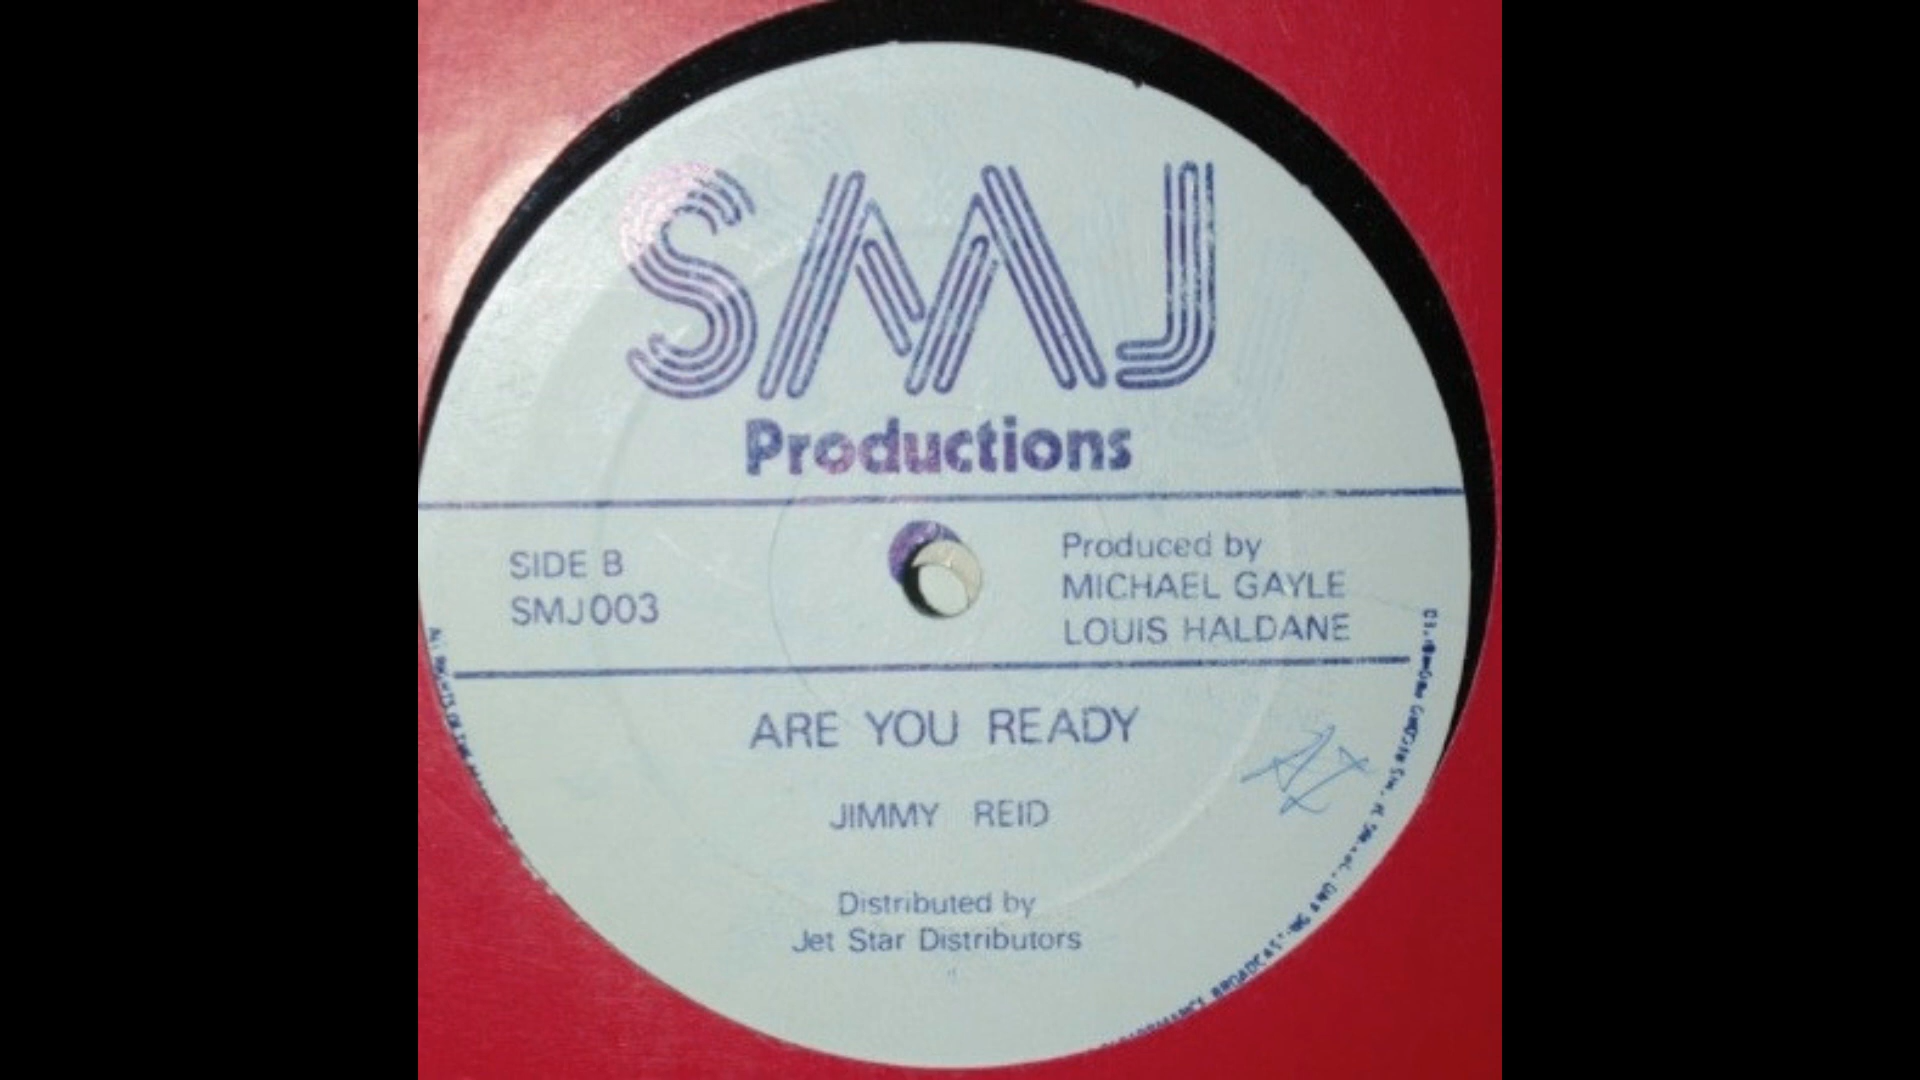 SMJ
Productions
SIDE B
SMJ003
Produced by
MICHAEL GAYLE
LOUIS HALDANE
ARE YOU READY
JIMMY REID
Distributed by
Jet Star Distributors